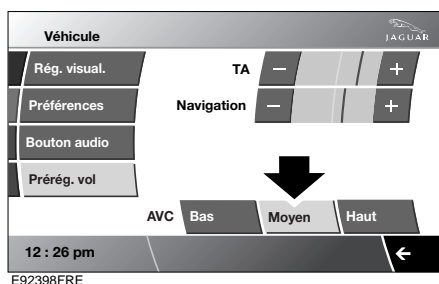 Véhicule
JAGUAR
Rég. visual.
TA − +
Préférences
Navigation − +
Bouton audio
Prérég. vol
AVC Bas Moyen Haut
12 : 26 pm
E92398FRE